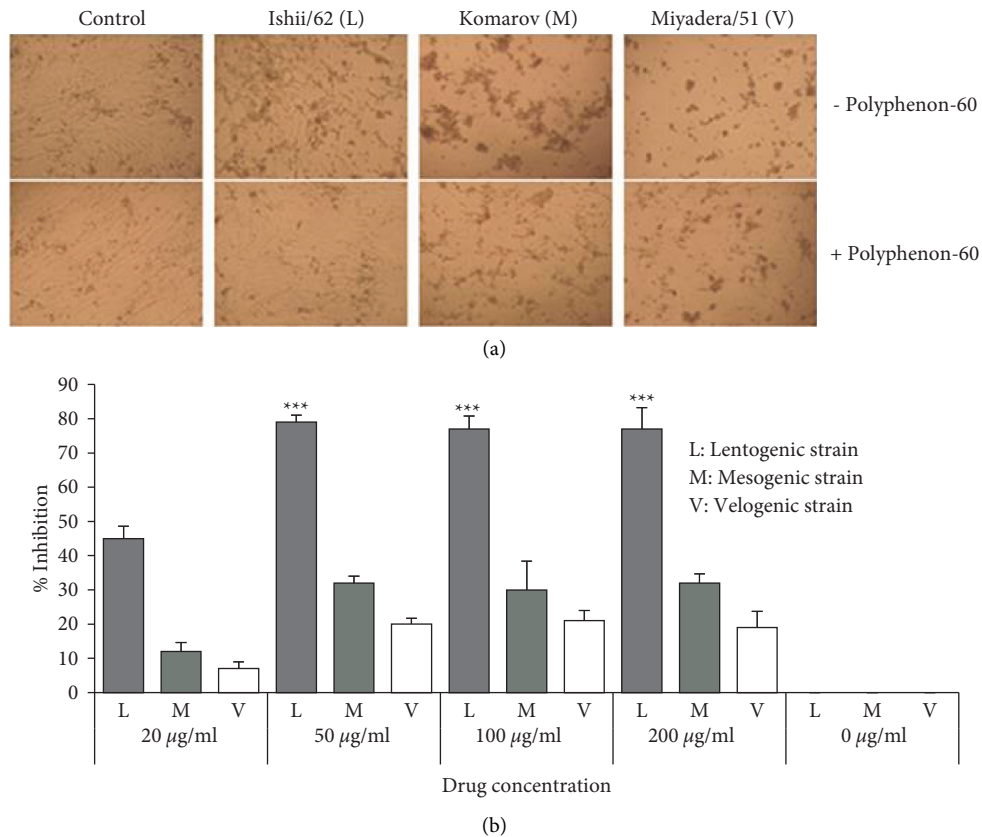 Control Ishii/62 (L) Komarov (M) Miyadera/51 (V)
- Polyphenon-60
+ Polyphenon-60
(a)
90
80
70
60
50
40
30
20
10
0
% Inhibition
*** *** ***
L: Lentogenic strain
M: Mesogenic strain
V: Velogenic strain
L M V L M V L M V L M V L M V
20 μg/ml 50 μg/ml 100 μg/ml 200 μg/ml 0 μg/ml
Drug concentration
(b)